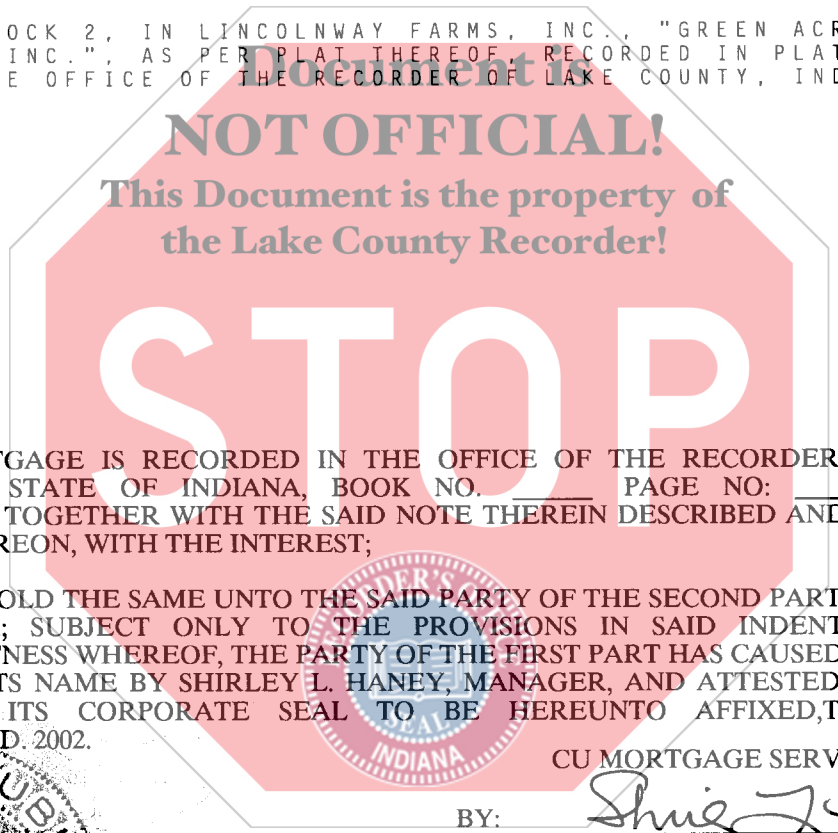 OCK 2, IN LINCOLNWAY FARMS, INC., "GREEN ACR
INC.", AS PER PLAT THEREOF, RECORDED IN PLAT
E OFFICE OF THE RECORDER OF LAKE COUNTY, IND
Document is
NOT OFFICIAL!
This Document is the property of
the Lake County Recorder!
STOP
TGAGE IS RECORDED IN THE OFFICE OF THE RECORDER
STATE OF INDIANA, BOOK NO. ______ PAGE NO: ___
TOGETHER WITH THE SAID NOTE THEREIN DESCRIBED AND
REON, WITH THE INTEREST;
OLD THE SAME UNTO THE SAID PARTY OF THE SECOND PART
; SUBJECT ONLY TO THE PROVISIONS IN SAID INDENT
TNESS WHEREOF, THE PARTY OF THE FIRST PART HAS CAUSED
TS NAME BY SHIRLEY L. HANEY, MANAGER, AND ATTESTED
ITS CORPORATE SEAL TO BE HEREUNTO AFFIXED,T
D. 2002.
RECORDER'S OFFICE
SEAL
INDIANA
CU MORTGAGE SERV
BY: